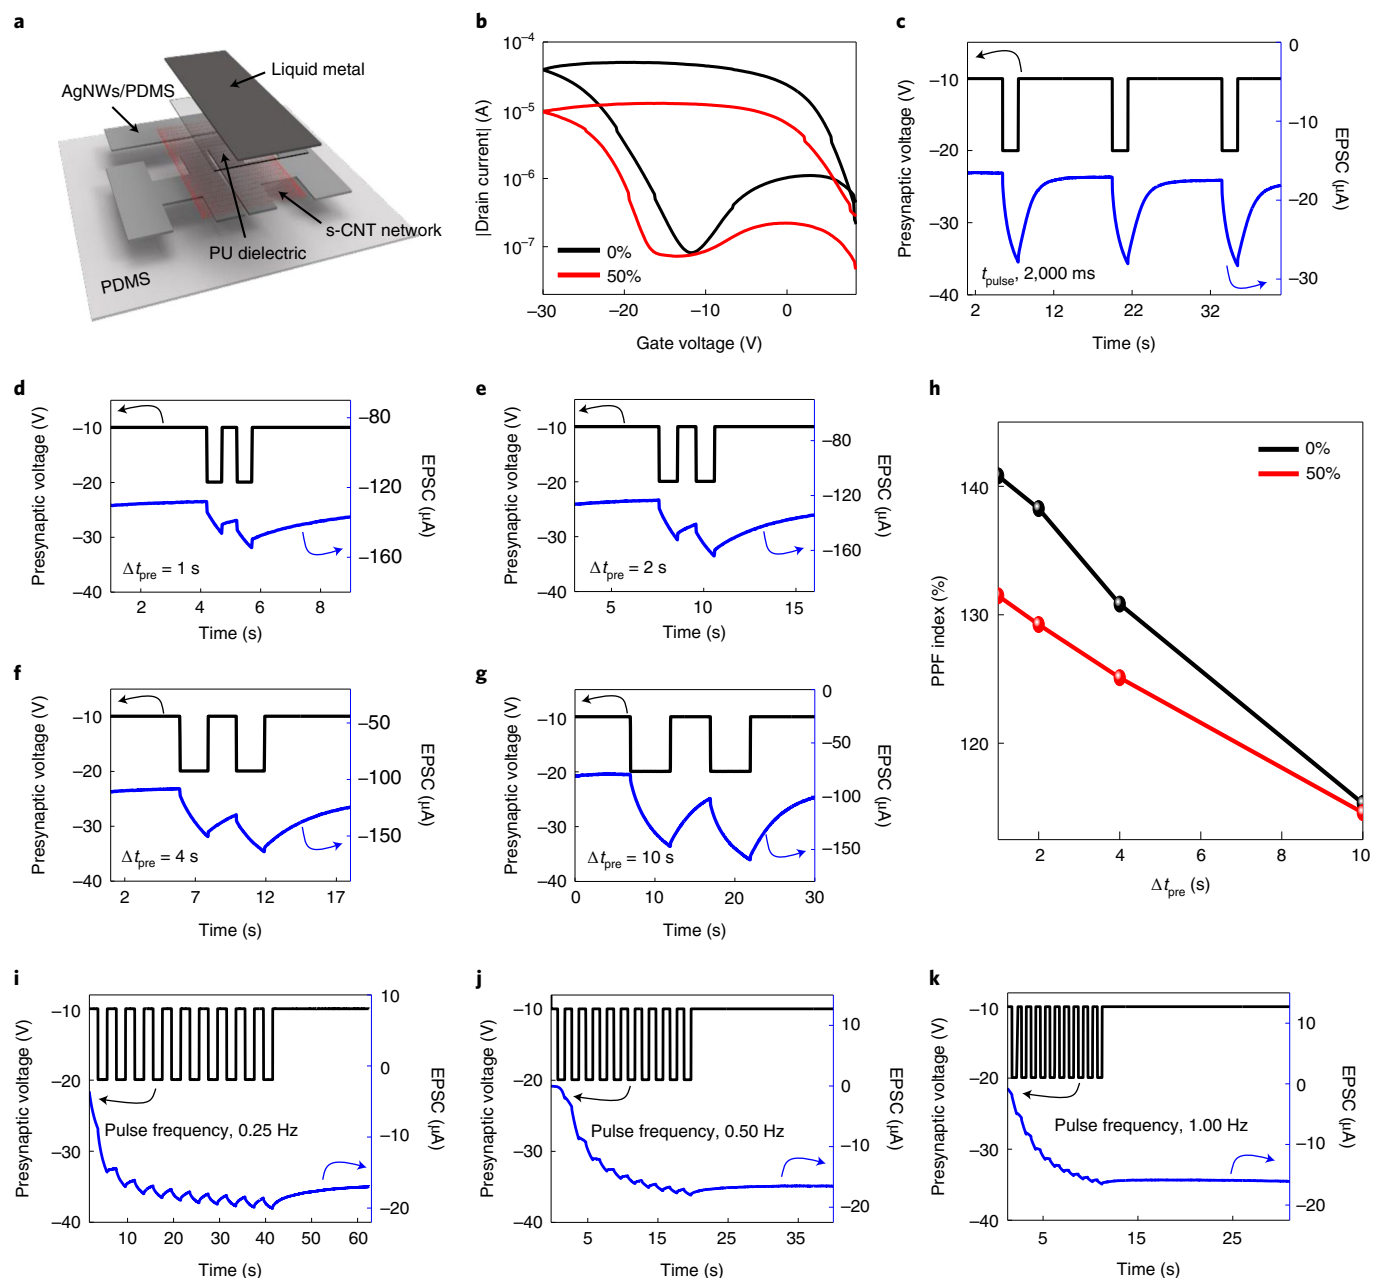 a
Liquid metal
AgNWs/PDMS
s-CNT network
PU dielectric
PDMS
b
|Drain current| (A)
10⁻⁴
10⁻⁵
10⁻⁶
10⁻⁷
0%
50%
−30
−20
−10
0
Gate voltage (V)
c
Presynaptic voltage (V)
−10
−20
−30
−40
0
−10
−20
−30
EPSC (μA)
t_pulse, 2,000 ms
2
12
22
32
Time (s)
d
Presynaptic voltage (V)
−10
−20
−30
−40
−80
−120
−160
EPSC (μA)
Δt_pre = 1 s
2
4
6
8
Time (s)
e
Presynaptic voltage (V)
−10
−20
−30
−40
−80
−120
−160
EPSC (μA)
Δt_pre = 2 s
5
10
15
Time (s)
f
Presynaptic voltage (V)
−10
−20
−30
−40
−50
−100
−150
EPSC (μA)
Δt_pre = 4 s
2
7
12
17
Time (s)
g
Presynaptic voltage (V)
−10
−20
−30
−40
0
−50
−100
−150
EPSC (μA)
Δt_pre = 10 s
0
10
20
30
Time (s)
h
PPF index (%)
140
130
120
0%
50%
2
4
6
8
10
Δt_pre (s)
i
Presynaptic voltage (V)
−10
−20
−30
−40
10
0
−10
−20
EPSC (μA)
Pulse frequency, 0.25 Hz
10
20
30
40
50
60
Time (s)
j
Presynaptic voltage (V)
−10
−20
−30
−40
10
0
−10
−20
EPSC (μA)
Pulse frequency, 0.50 Hz
5
15
25
35
Time (s)
k
Presynaptic voltage (V)
−10
−20
−30
−40
10
0
−10
−20
EPSC (μA)
Pulse frequency, 1.00 Hz
5
15
25
Time (s)